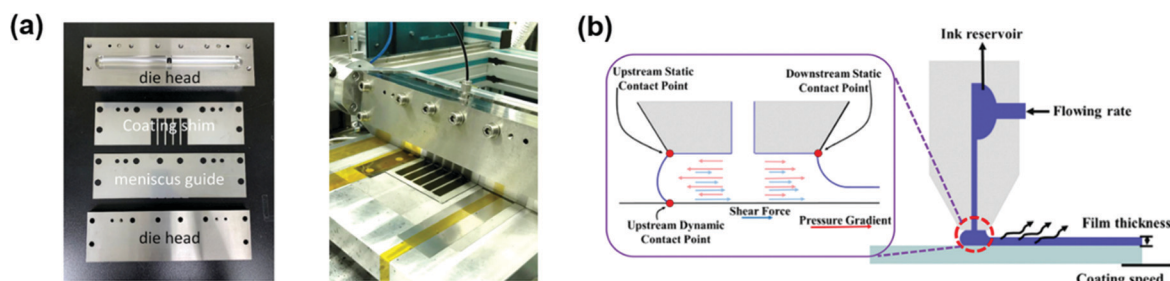 (a)
die head
Coating shim
meniscus guide
die head
(b)
Ink reservoir
Flowing rate
Upstream Static
Contact Point
Downstream Static
Contact Point
Shear Force
Pressure Gradient
Upstream Dynamic
Contact Point
Film thickness
Coating speed